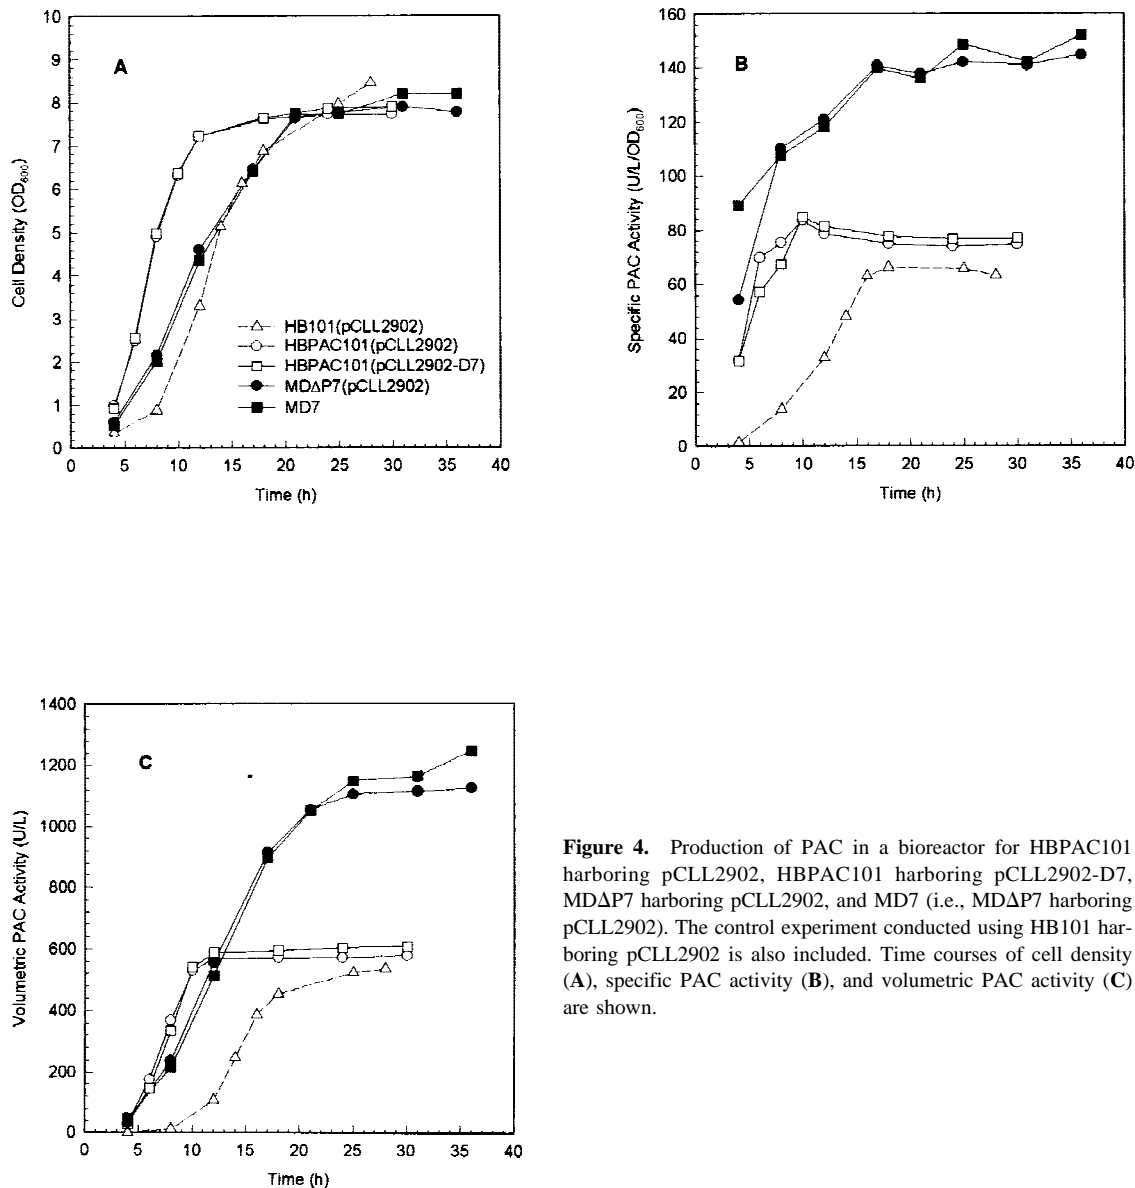 10
9
8
7
6
5
4
3
2
1
0
Cell Density (OD600)
A
HB101(pCLL2902)
HBPAC101(pCLL2902)
HBPAC101(pCLL2902-D7)
MDΔP7(pCLL2902)
MD7
0 5 10 15 20 25 30 35 40
Time (h)
160
140
120
100
80
60
40
20
0
Specific PAC Activity (U/L/OD600)
B
0 5 10 15 20 25 30 35 40
Time (h)
1400
1200
1000
800
600
400
200
0
Volumetric PAC Activity (U/L)
C
0 5 10 15 20 25 30 35 40
Time (h)
Figure 4. Production of PAC in a bioreactor for HBPAC101
harboring pCLL2902, HBPAC101 harboring pCLL2902-D7,
MDΔP7 harboring pCLL2902, and MD7 (i.e., MDΔP7 harboring
pCLL2902). The control experiment conducted using HB101 har-
boring pCLL2902 is also included. Time courses of cell density
(A), specific PAC activity (B), and volumetric PAC activity (C)
are shown.